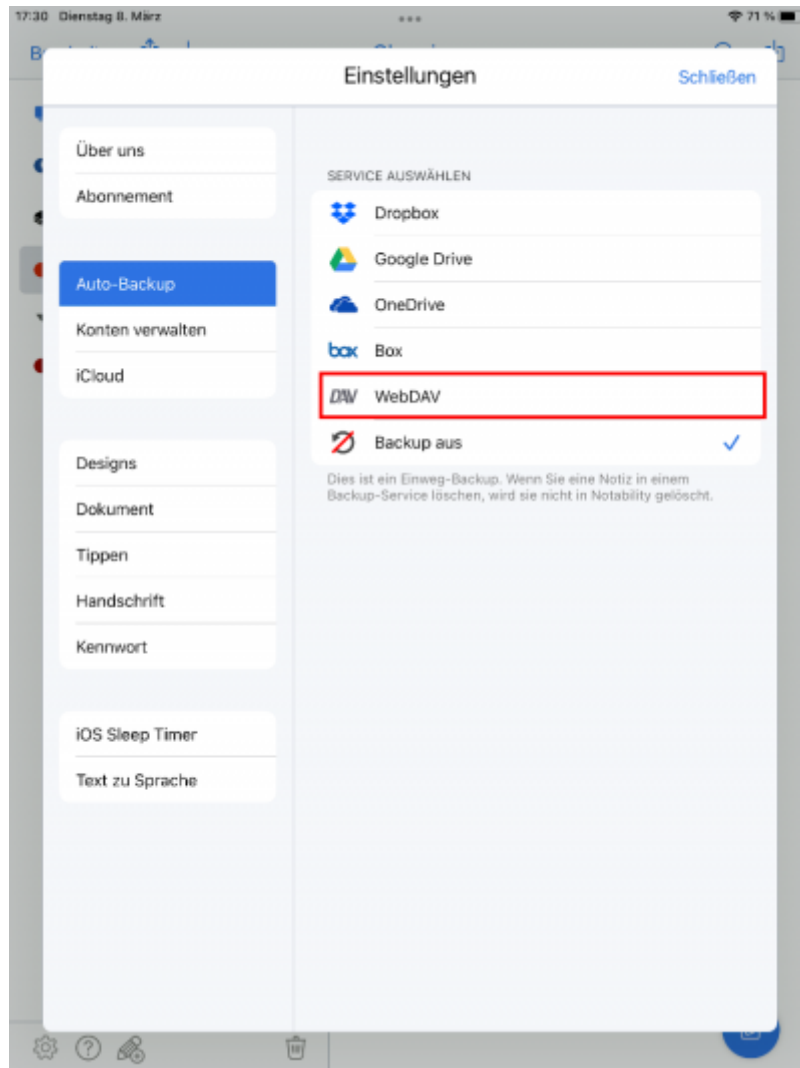 17:30 Dienstag 8. März
71 %
Einstellungen
Schließen
Über uns
Abonnement
Auto-Backup
Konten verwalten
iCloud
Designs
Dokument
Tippen
Handschrift
Kennwort
iOS Sleep Timer
Text zu Sprache
SERVICE AUSWÄHLEN
Dropbox
Google Drive
OneDrive
box Box
DAV WebDAV
Backup aus
Dies ist ein Einweg-Backup. Wenn Sie eine Notiz in einem
Backup-Service löschen, wird sie nicht in Notability gelöscht.